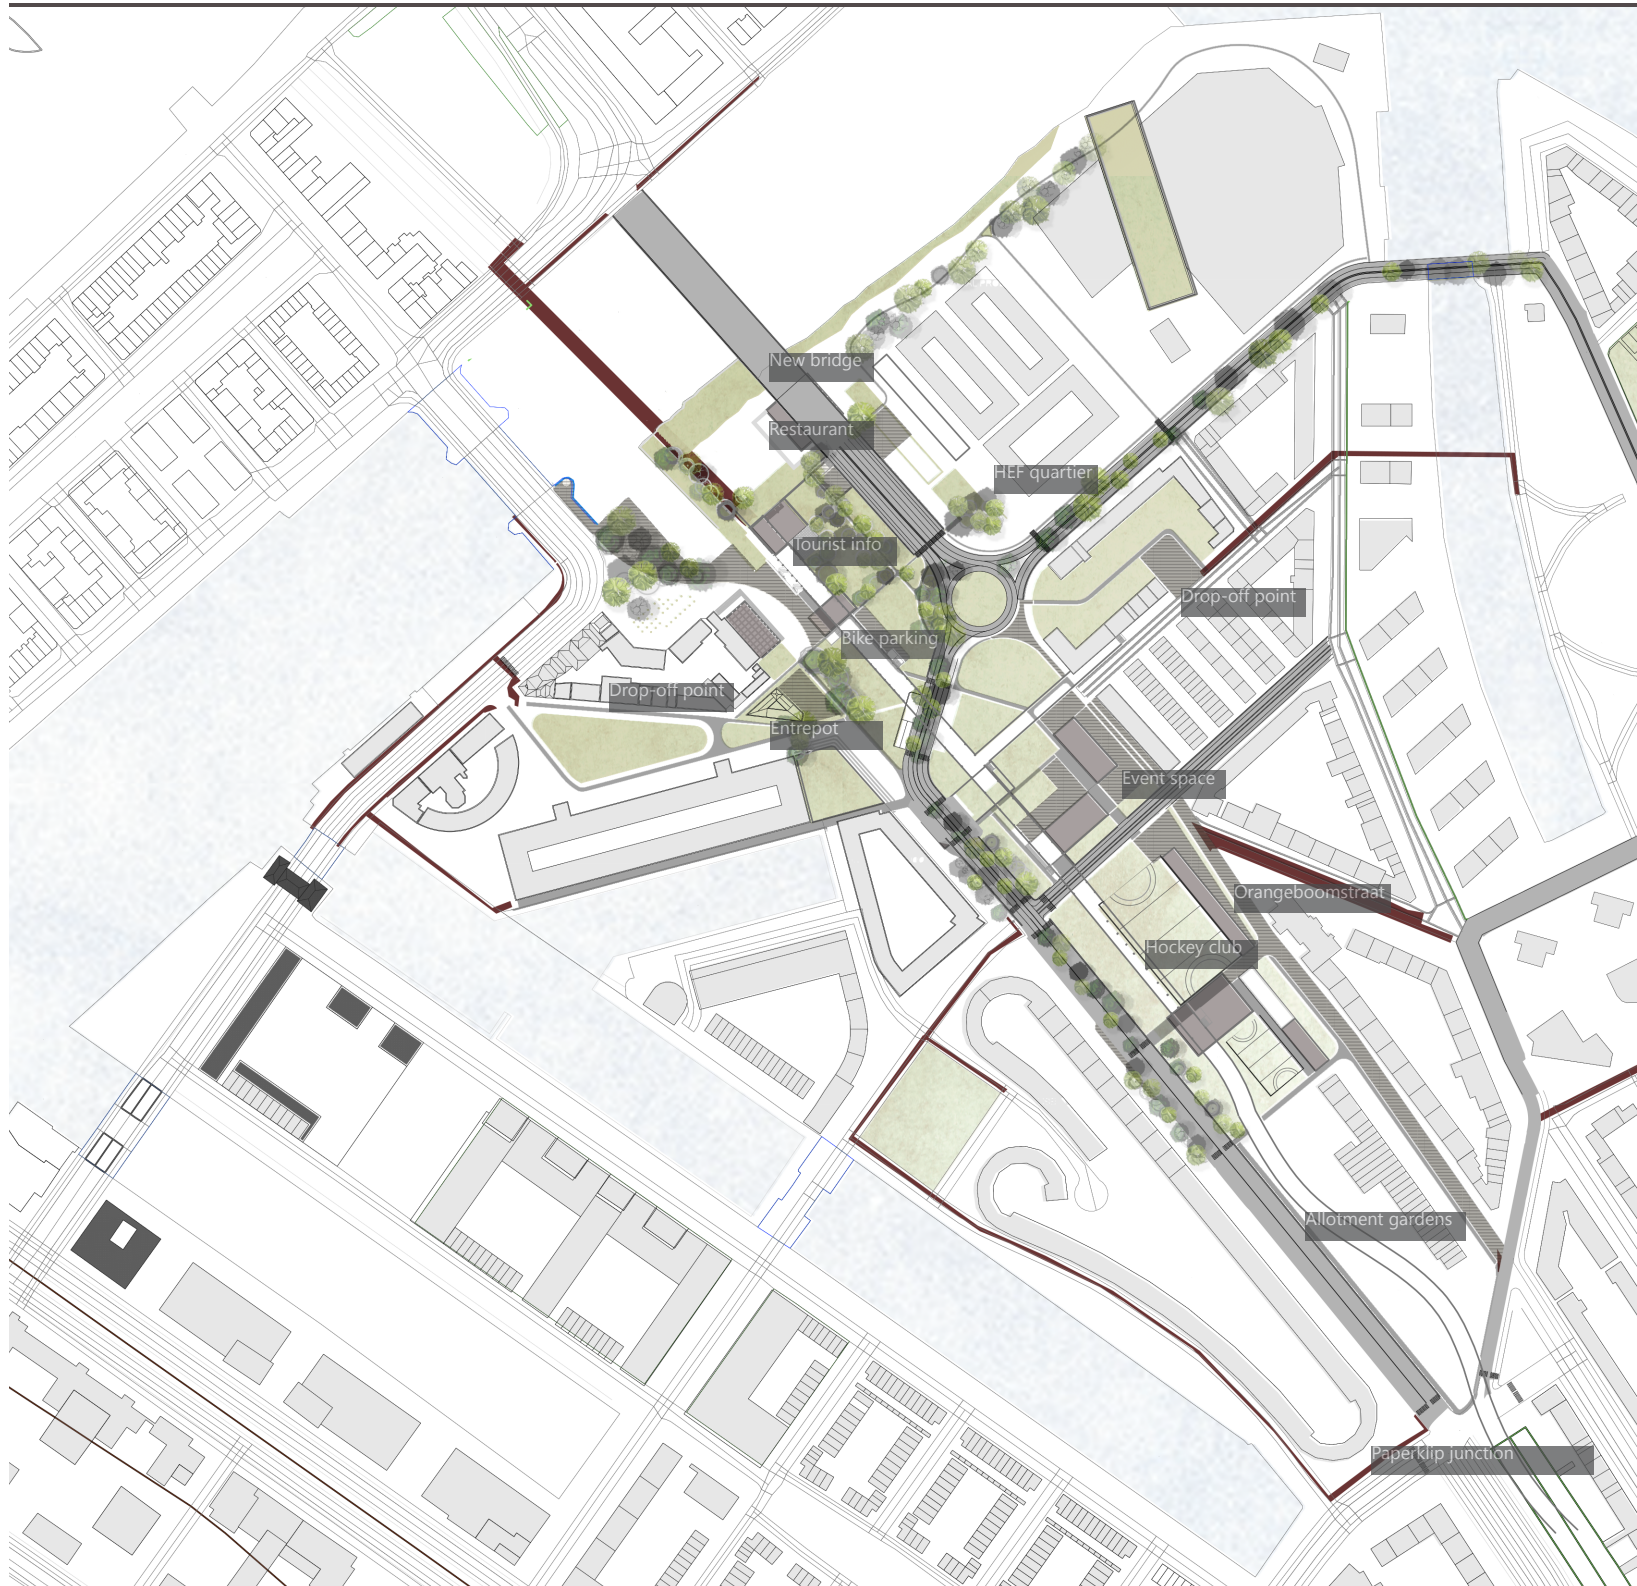 New bridge
Restaurant
HEF quartier
Tourist info
Drop-off point
Bike parking
Drop-off point
Entrepot
Event space
Orangeboomstraat
Hockey club
Allotment gardens
Paperklip junction